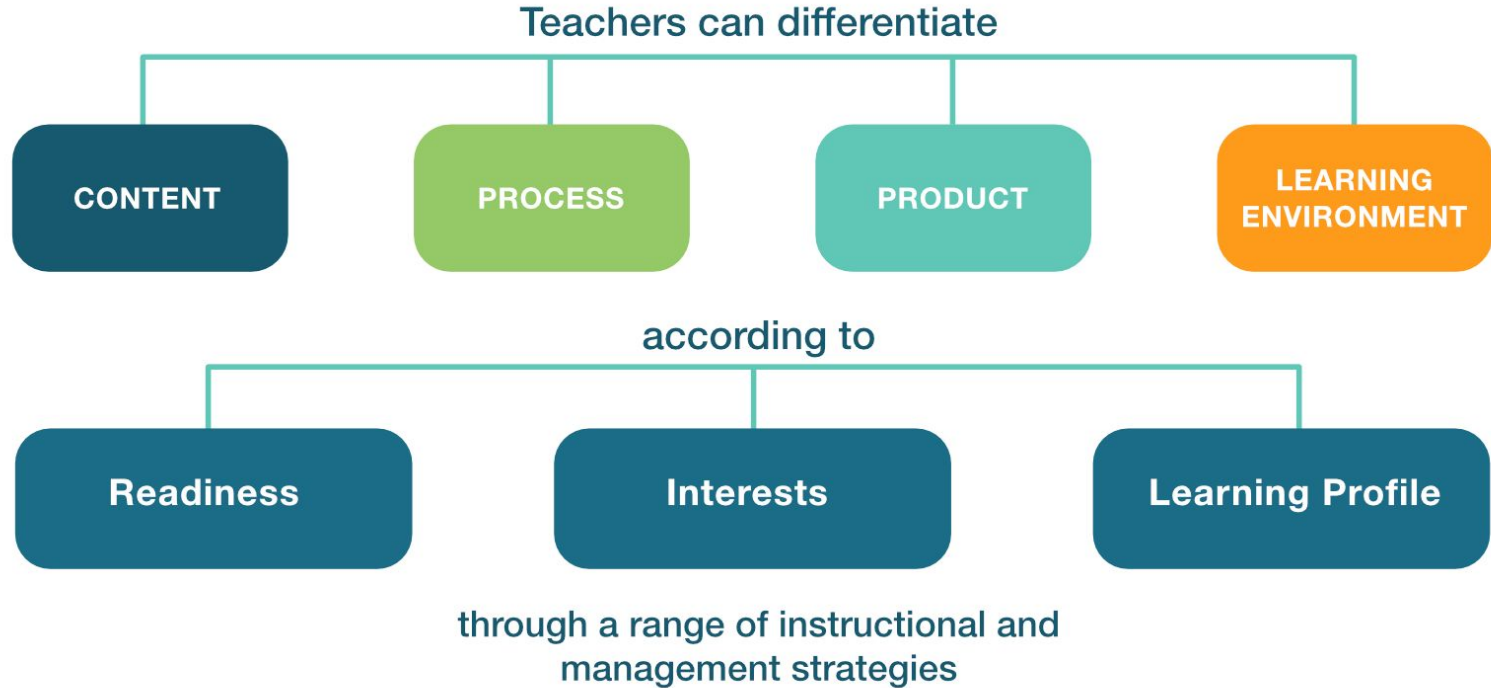 Teachers can differentiate
CONTENT
PROCESS
PRODUCT
LEARNING
ENVIRONMENT
according to
Readiness
Interests
Learning Profile
through a range of instructional and
management strategies